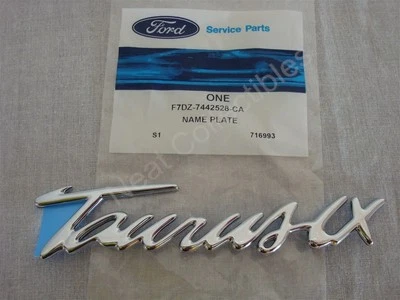 Ford Service Parts
ONE
F7DZ-7442528-CA
NAME PLATE
S1 716993
Taurus LX